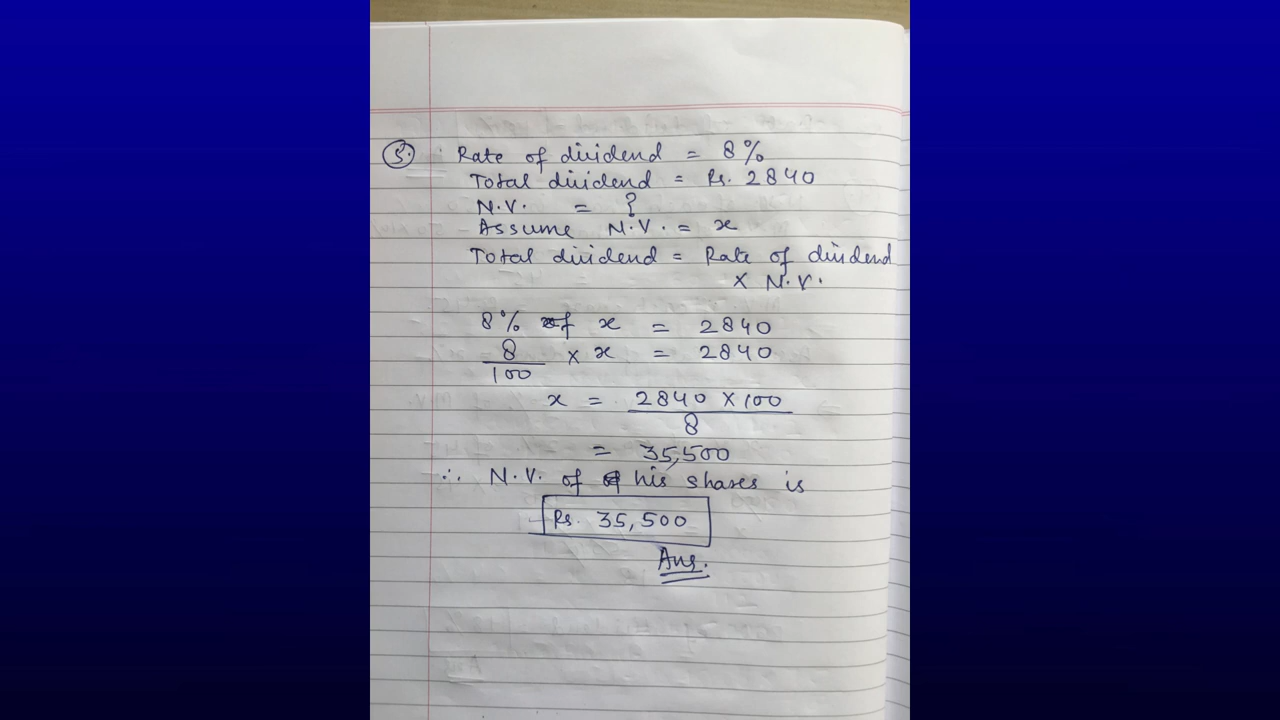 5. Rate of dividend = 8%
Total dividend = Rs. 2840
N.V. = ?
Assume N.V. = x
Total dividend = Rate of dividend
× N.V.
8% of x = 2840
8/100 × x = 2840
x = 2840 × 100 / 8
= 35,500
∴ N.V. of his shares is
Rs. 35,500
Ans.